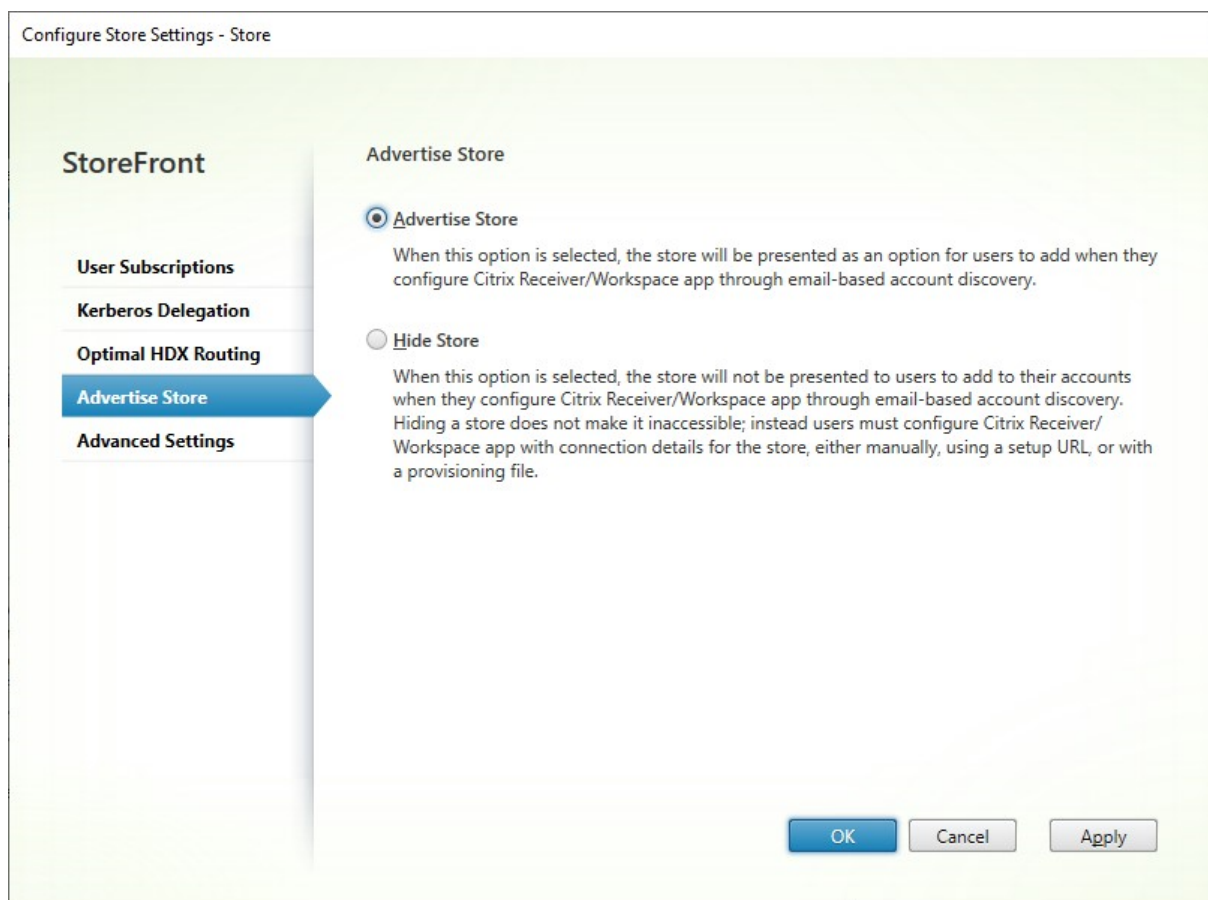 Configure Store Settings - Store
StoreFront
User Subscriptions
Kerberos Delegation
Optimal HDX Routing
Advertise Store
Advanced Settings
Advertise Store
Advertise Store
When this option is selected, the store will be presented as an option for users to add when they
configure Citrix Receiver/Workspace app through email-based account discovery.
Hide Store
When this option is selected, the store will not be presented to users to add to their accounts
when they configure Citrix Receiver/Workspace app through email-based account discovery.
Hiding a store does not make it inaccessible; instead users must configure Citrix Receiver/
Workspace app with connection details for the store, either manually, using a setup URL, or with
a provisioning file.
OK
Cancel
Apply